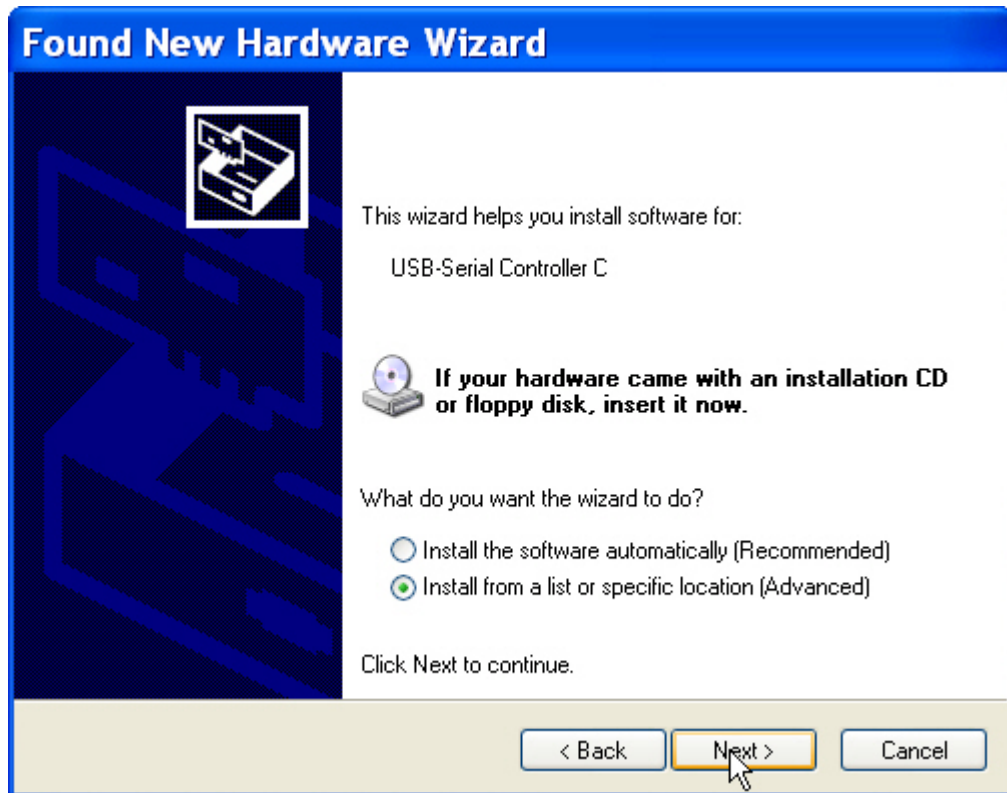 Found New Hardware Wizard
This wizard helps you install software for:
USB-Serial Controller C
If your hardware came with an installation CD
or floppy disk, insert it now.
What do you want the wizard to do?
Install the software automatically (Recommended)
Install from a list or specific location (Advanced)
Click Next to continue.
< Back Next > Cancel